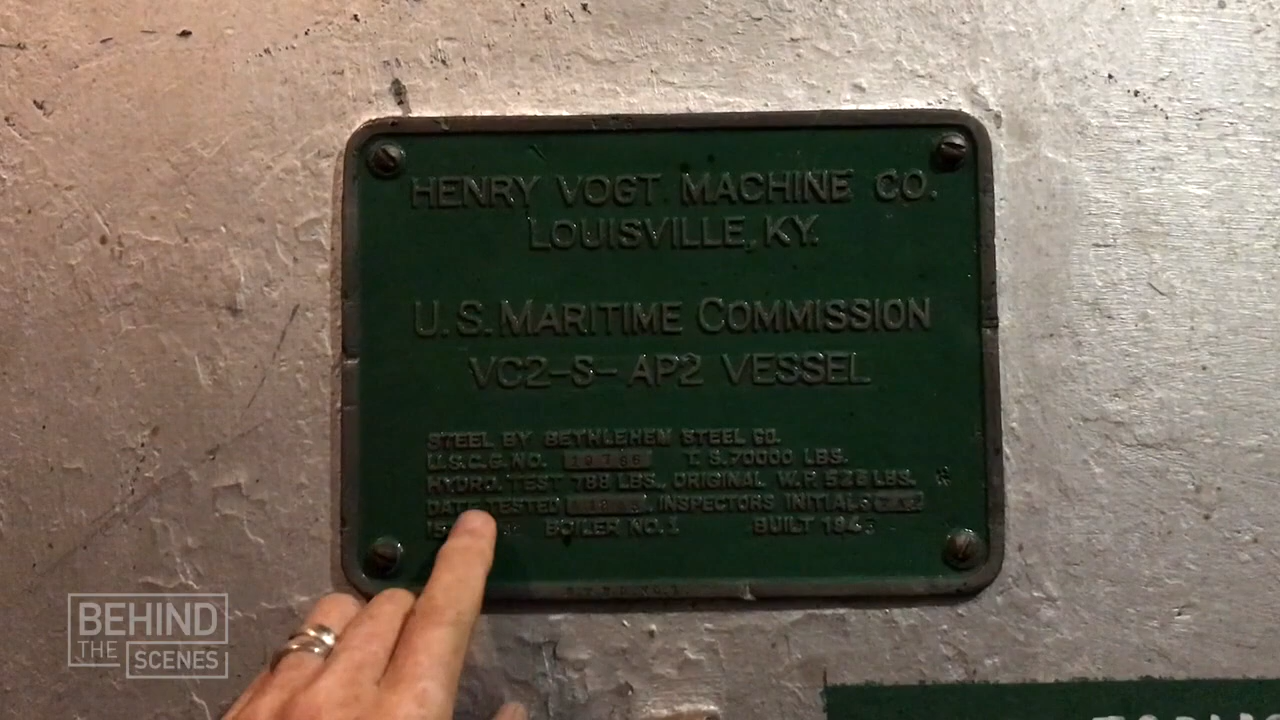 HENRY VOGT MACHINE CO.
LOUISVILLE, KY.
U.S. MARITIME COMMISSION
VC2-S-AP2 VESSEL
STEEL BY BETHLEHEM STEEL CO.
U.S.C.G. NO. T.S. 70000 LBS.
HYDRO. TEST 788 LBS., ORIGINAL W.P. 525 LBS.
DATE TESTED INSPECTORS INITIALS
BOILER NO. 1 BUILT 1943
BEHIND
THE
SCENES